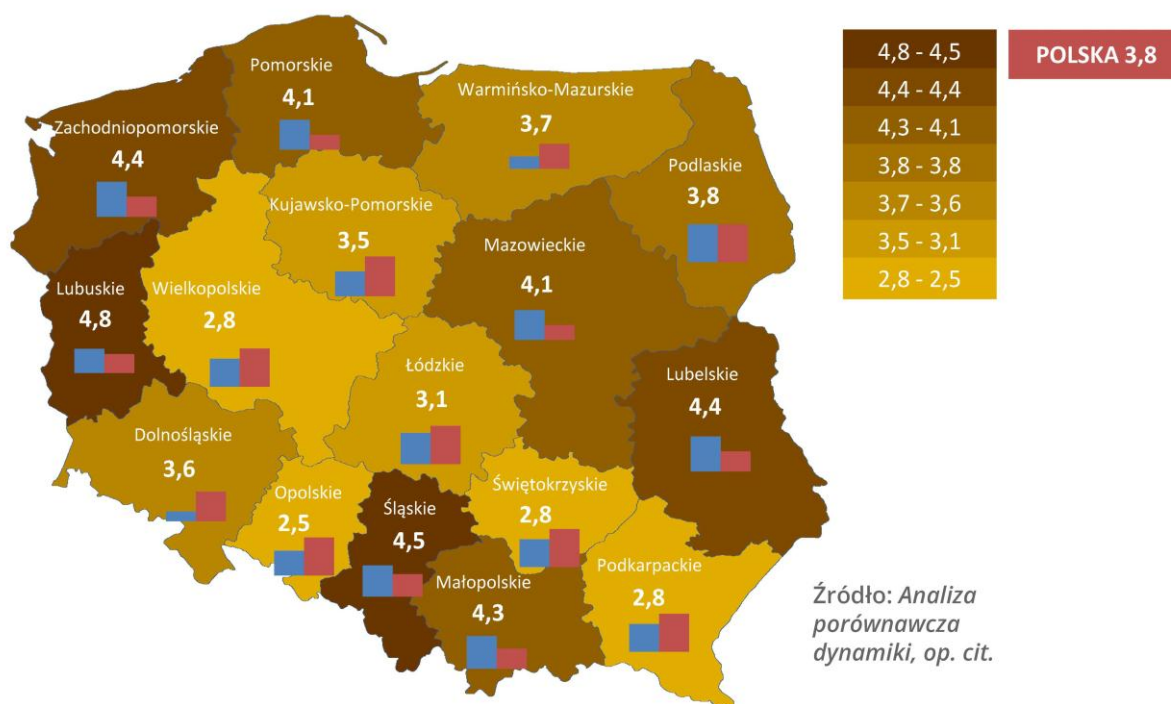 Pomorskie
4,1
Warmińsko-Mazurskie
3,7
Zachodniopomorskie
4,4
Podlaskie
3,8
Kujawsko-Pomorskie
3,5
Mazowieckie
4,1
Lubuskie
4,8
Wielkopolskie
2,8
Łódzkie
3,1
Lubelskie
4,4
Dolnośląskie
3,6
Opolskie
2,5
Śląskie
4,5
Świętokrzyskie
2,8
Małopolskie
4,3
Podkarpackie
2,8
4,8 - 4,5
4,4 - 4,4
4,3 - 4,1
3,8 - 3,8
3,7 - 3,6
3,5 - 3,1
2,8 - 2,5
POLSKA 3,8
Źródło: Analiza
porównawcza
dynamiki, op. cit.